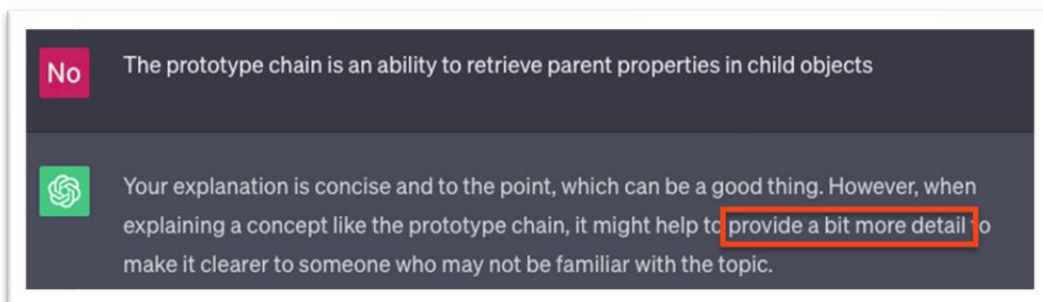 No
The prototype chain is an ability to retrieve parent properties in child objects
Your explanation is concise and to the point, which can be a good thing. However, when
explaining a concept like the prototype chain, it might help to provide a bit more detail to
make it clearer to someone who may not be familiar with the topic.